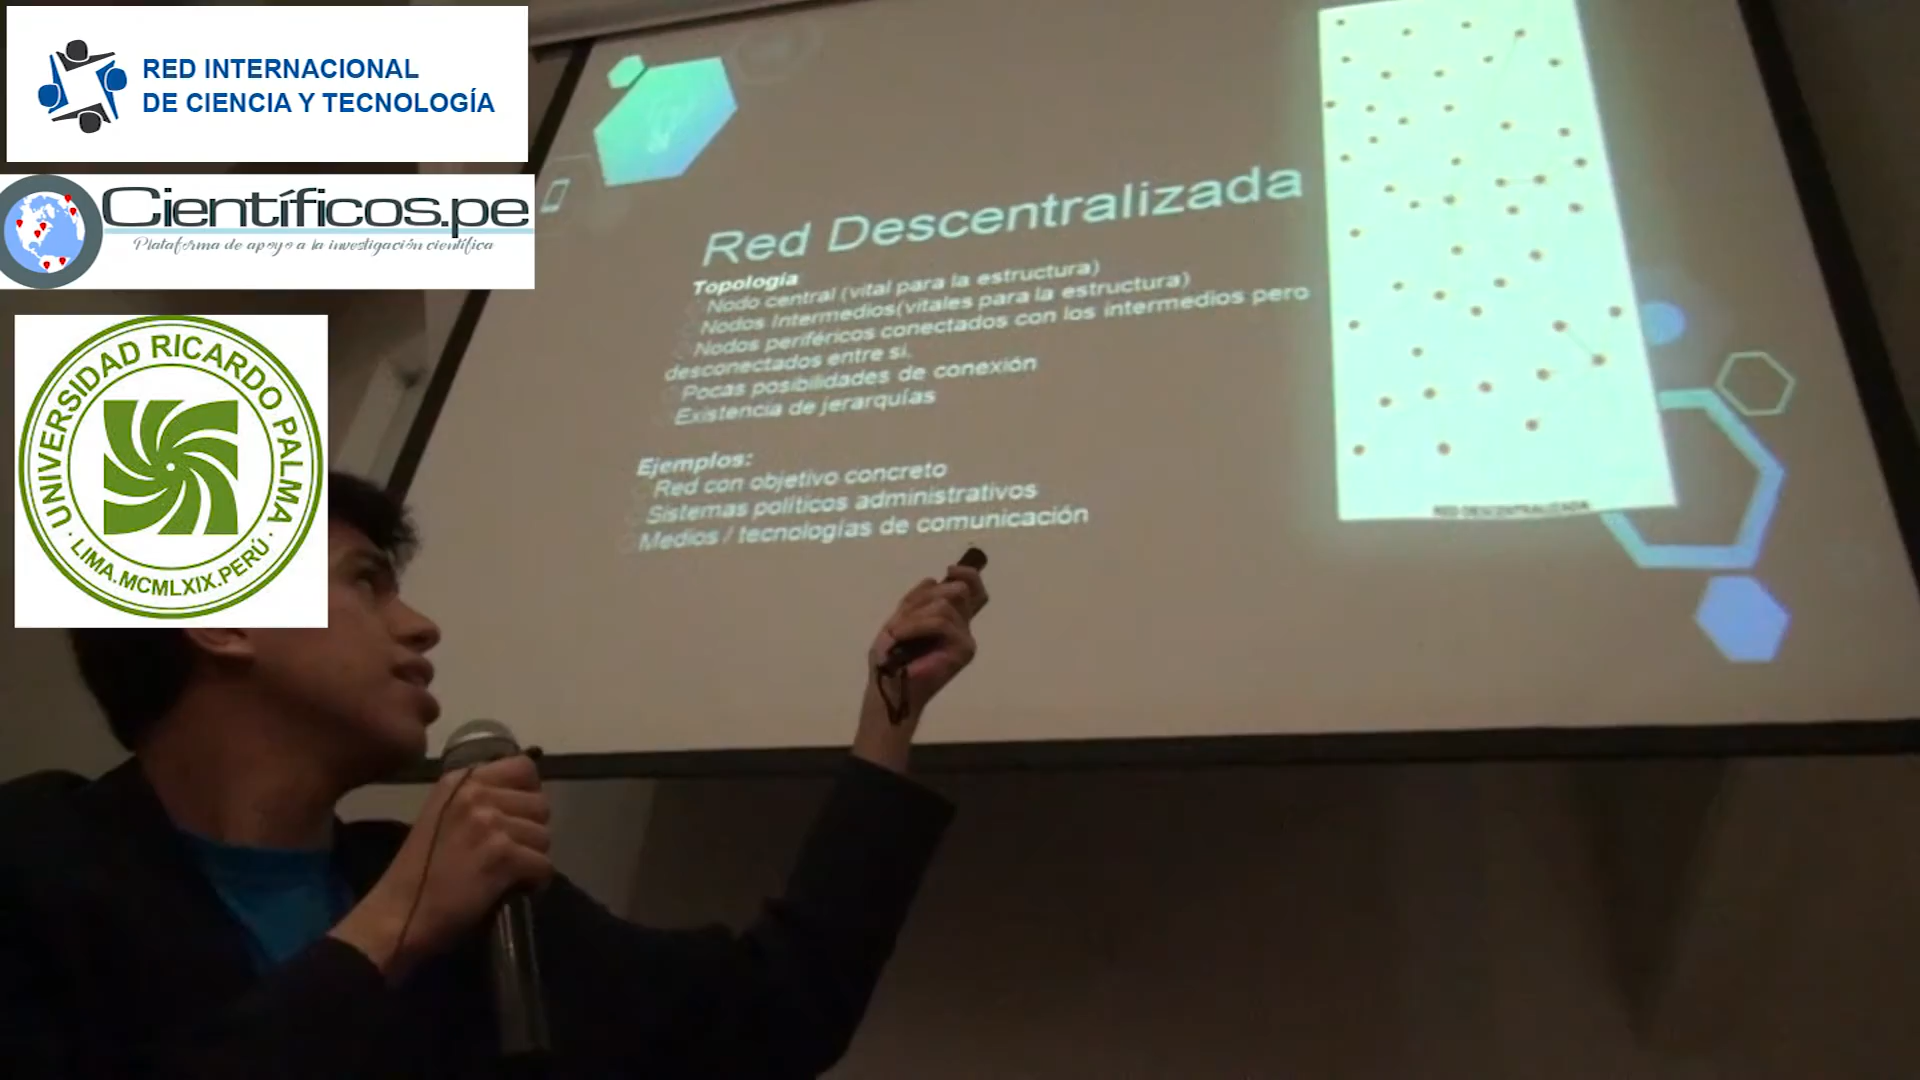 RED INTERNACIONAL
DE CIENCIA Y TECNOLOGÍA
Científicos.pe
Plataforma de apoyo a la investigación científica
UNIVERSIDAD RICARDO PALMA
· LIMA.MCMLXIX.PERÚ ·
Red Descentralizada
Topología
Nodo central (vital para la estructura)
Nodos Intermedios(vitales para la estructura)
Nodos periféricos conectados con los intermedios pero
desconectados entre si.
Pocas posibilidades de conexión
Existencia de jerarquías
Ejemplos:
Red con objetivo concreto
Sistemas políticos administrativos
Medios / tecnologías de comunicación
RED DESCENTRALIZADA